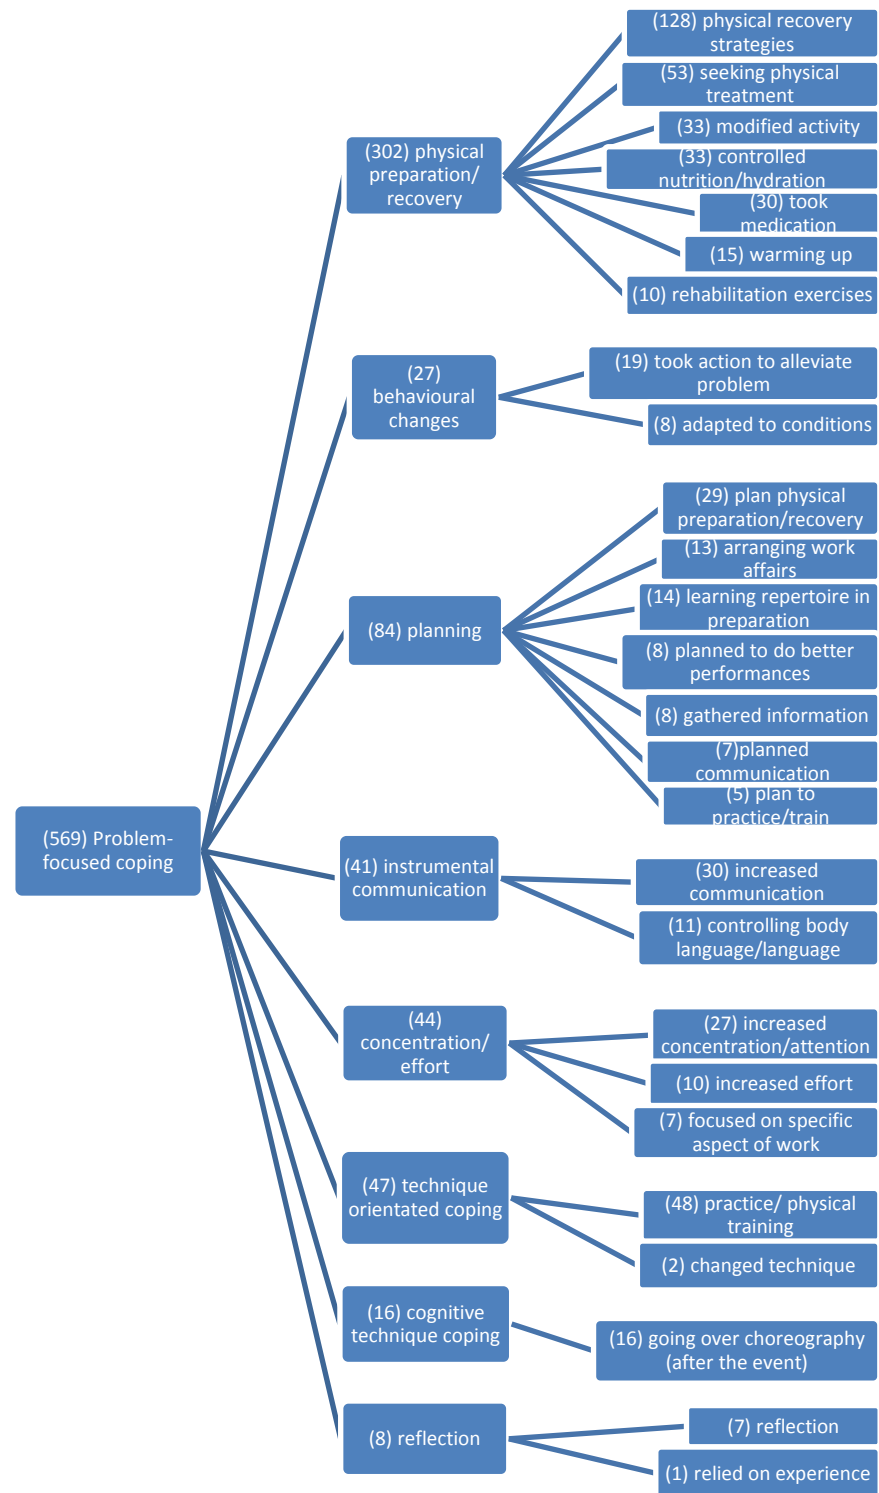 (128) physical recovery
strategies
(53) seeking physical
treatment
(33) modified activity
(302) physical
preparation/
recovery
(33) controlled
nutrition/hydration
(30) took
medication
(15) warming up
(10) rehabilitation exercises
(27)
behavioural
changes
(19) took action to alleviate
problem
(8) adapted to conditions
(84) planning
(29) plan physical
preparation/recovery
(13) arranging work
affairs
(14) learning repertoire in
preparation
(8) planned to do better
performances
(8) gathered information
(7)planned
communication
(5) plan to
practice/train
(569) Problem-
focused coping
(41) instrumental
communication
(30) increased
communication
(11) controlling body
language/language
(44)
concentration/
effort
(27) increased
concentration/attention
(10) increased effort
(7) focused on specific
aspect of work
(47) technique
orientated coping
(48) practice/ physical
training
(2) changed technique
(16) cognitive
technique coping
(16) going over choreography
(after the event)
(8) reflection
(7) reflection
(1) relied on experience